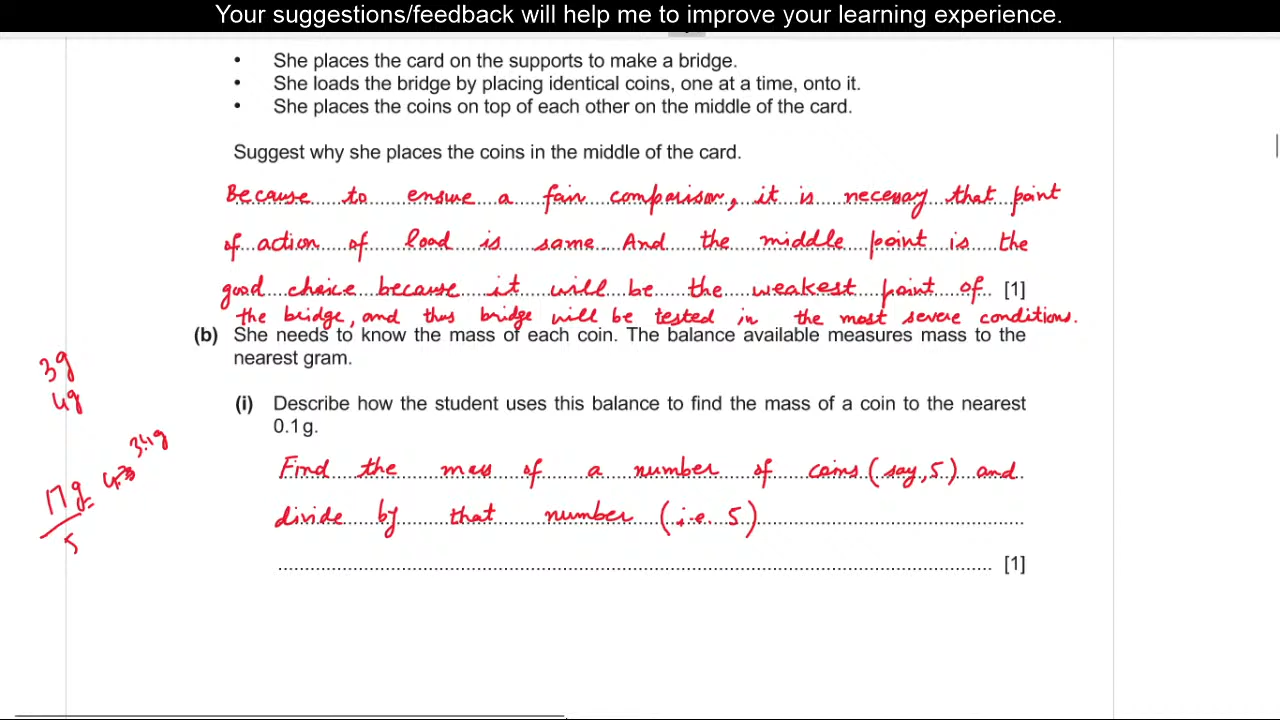 Your suggestions/feedback will help me to improve your learning experience.
• She places the card on the supports to make a bridge.
• She loads the bridge by placing identical coins, one at a time, onto it.
• She places the coins on top of each other on the middle of the card.
Suggest why she places the coins in the middle of the card.
Because to ensure a fair comparison, it is necessary that point
of action of load is same. And the middle point is the
good choice because it will be the weakest point of [1]
the bridge, and thus bridge will be tested in the most severe conditions.
(b) She needs to know the mass of each coin. The balance available measures mass to the
nearest gram.
3g
4g
(i) Describe how the student uses this balance to find the mass of a coin to the nearest
0.1 g.
3.4g
Find the mass of a number of coins (say, 5) and
17g
divide by that number (i.e. 5)
5
[1]